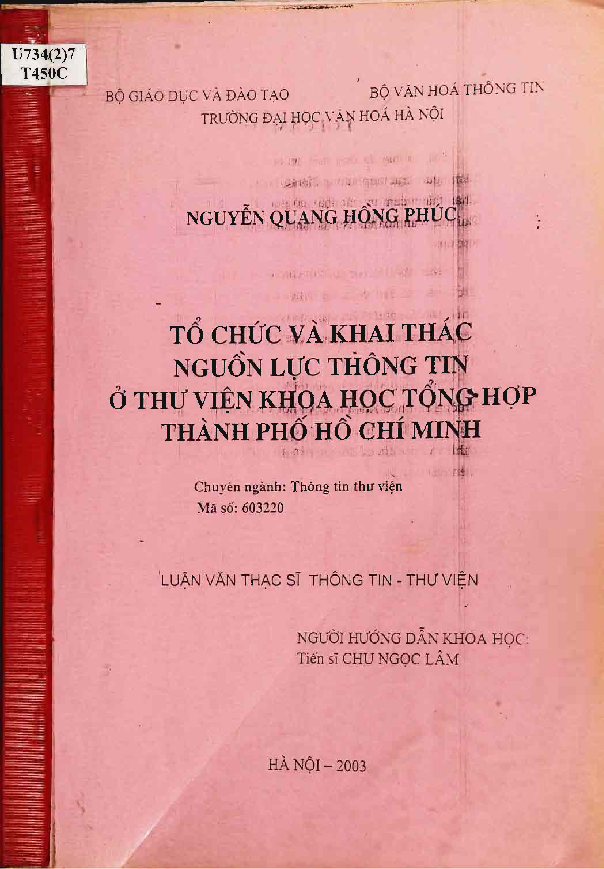 U734(2)7
T450C
BỘ GIÁO DỤC VÀ ĐÀO TẠO BỘ VĂN HOÁ THÔNG TIN
TRƯỜNG ĐẠI HỌC VĂN HOÁ HÀ NỘI
NGUYỄN QUANG HỒNG PHÚC
TỔ CHỨC VÀ KHAI THÁC
NGUỒN LỰC THÔNG TIN
Ở THƯ VIỆN KHOA HỌC TỔNG HỢP
THÀNH PHỐ HỒ CHÍ MINH
Chuyên ngành: Thông tin thư viện
Mã số: 603220
LUẬN VĂN THẠC SĨ THÔNG TIN - THƯ VIỆN
NGƯỜI HƯỚNG DẪN KHOA HỌC:
Tiến sĩ CHU NGỌC LÂM
HÀ NỘI – 2003